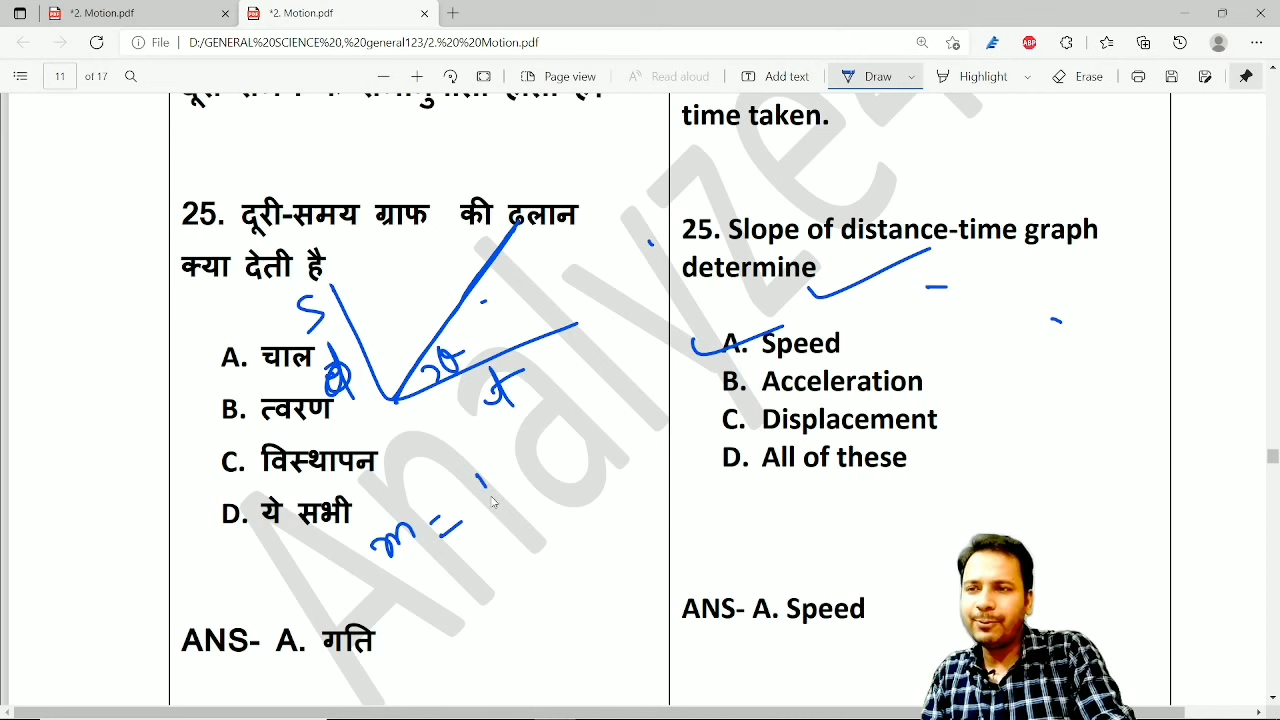 *2. Motion.pdf
*2. Motion.pdf
File
D:/GENERAL%20SCIENCE%20,%20general123/2.%20%20Motion.pdf
11 of 17
Page view
Read aloud
Add text
Draw
Highlight
Erase
25. दूरी-समय ग्राफ की ढलान
क्या देती है
A. चाल
B. त्वरण
C. विस्थापन
D. ये सभी
ANS- A. गति
S
θ
t
m =
time taken.
25. Slope of distance-time graph
determine
A. Speed
B. Acceleration
C. Displacement
D. All of these
ANS- A. Speed